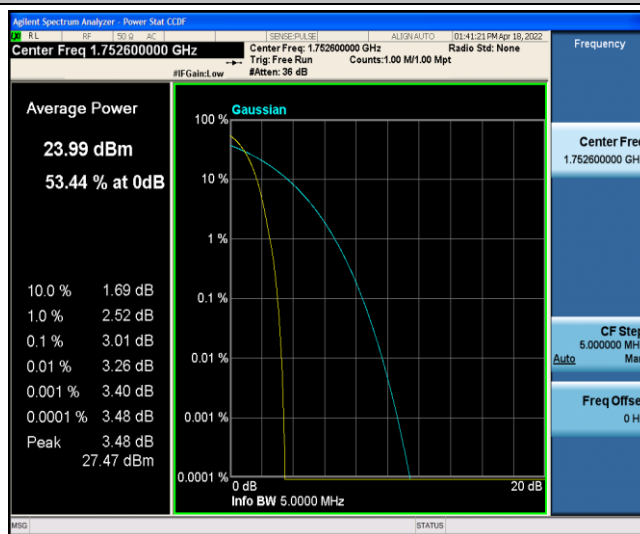 Agilent Spectrum Analyzer - Power Stat CCDF
RL RF 50 Ω AC SENSE:PULSE ALIGN AUTO 01:41:21 PM Apr 18, 2022
Center Freq 1.752600000 GHz
Center Freq: 1.752600000 GHz Radio Std: None
Trig: Free Run Counts:1.00 M/1.00 Mpt
#IFGain:Low #Atten: 36 dB
Frequency
Average Power
23.99 dBm
53.44 % at 0dB
10.0 % 1.69 dB
1.0 % 2.52 dB
0.1 % 3.01 dB
0.01 % 3.26 dB
0.001 % 3.40 dB
0.0001 % 3.48 dB
Peak 3.48 dB
27.47 dBm
Gaussian
100 %
10 %
1 %
0.1 %
0.01 %
0.001 %
0.0001 %
0 dB 20 dB
Info BW 5.0000 MHz
Center Fre
1.752600000 GH
CF Step
5.000000 MH
Auto Ma
Freq Offse
0 H
MSG STATUS